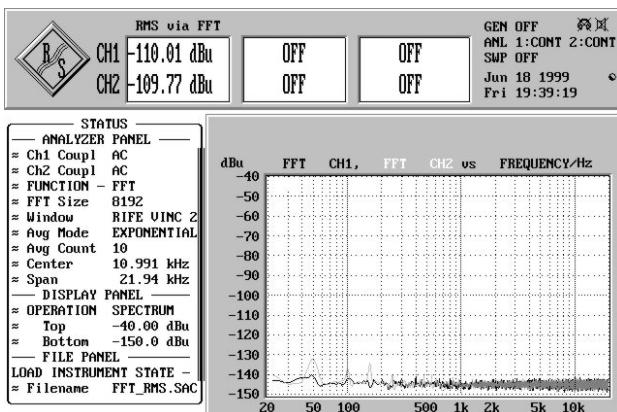 RMS via FFT
CH1 -110.01 dBu OFF OFF
CH2 -109.77 dBu OFF OFF
GEN OFF
ANL 1:CONT 2:CONT
SWP OFF
Jun 18 1999
Fri 19:39:19
R S
STATUS
ANALYZER PANEL
≈ Ch1 Coupl AC
≈ Ch2 Coupl AC
≈ FUNCTION - FFT
≈ FFT Size 8192
≈ Window RIFE VINC 2
≈ Avg Mode EXPONENTIAL
≈ Avg Count 10
≈ Center 10.991 kHz
≈ Span 21.94 kHz
DISPLAY PANEL
≈ OPERATION SPECTRUM
≈ Top -40.00 dBu
≈ Bottom -150.0 dBu
FILE PANEL
LOAD INSTRUMENT STATE -
≈ Filename FFT_RMS.SAC
dBu FFT CH1, FFT CH2 vs FREQUENCY/Hz
-40
-50
-60
-70
-80
-90
-100
-110
-120
-130
-140
-150
20 50 100 500 1k 2k 5k 10k